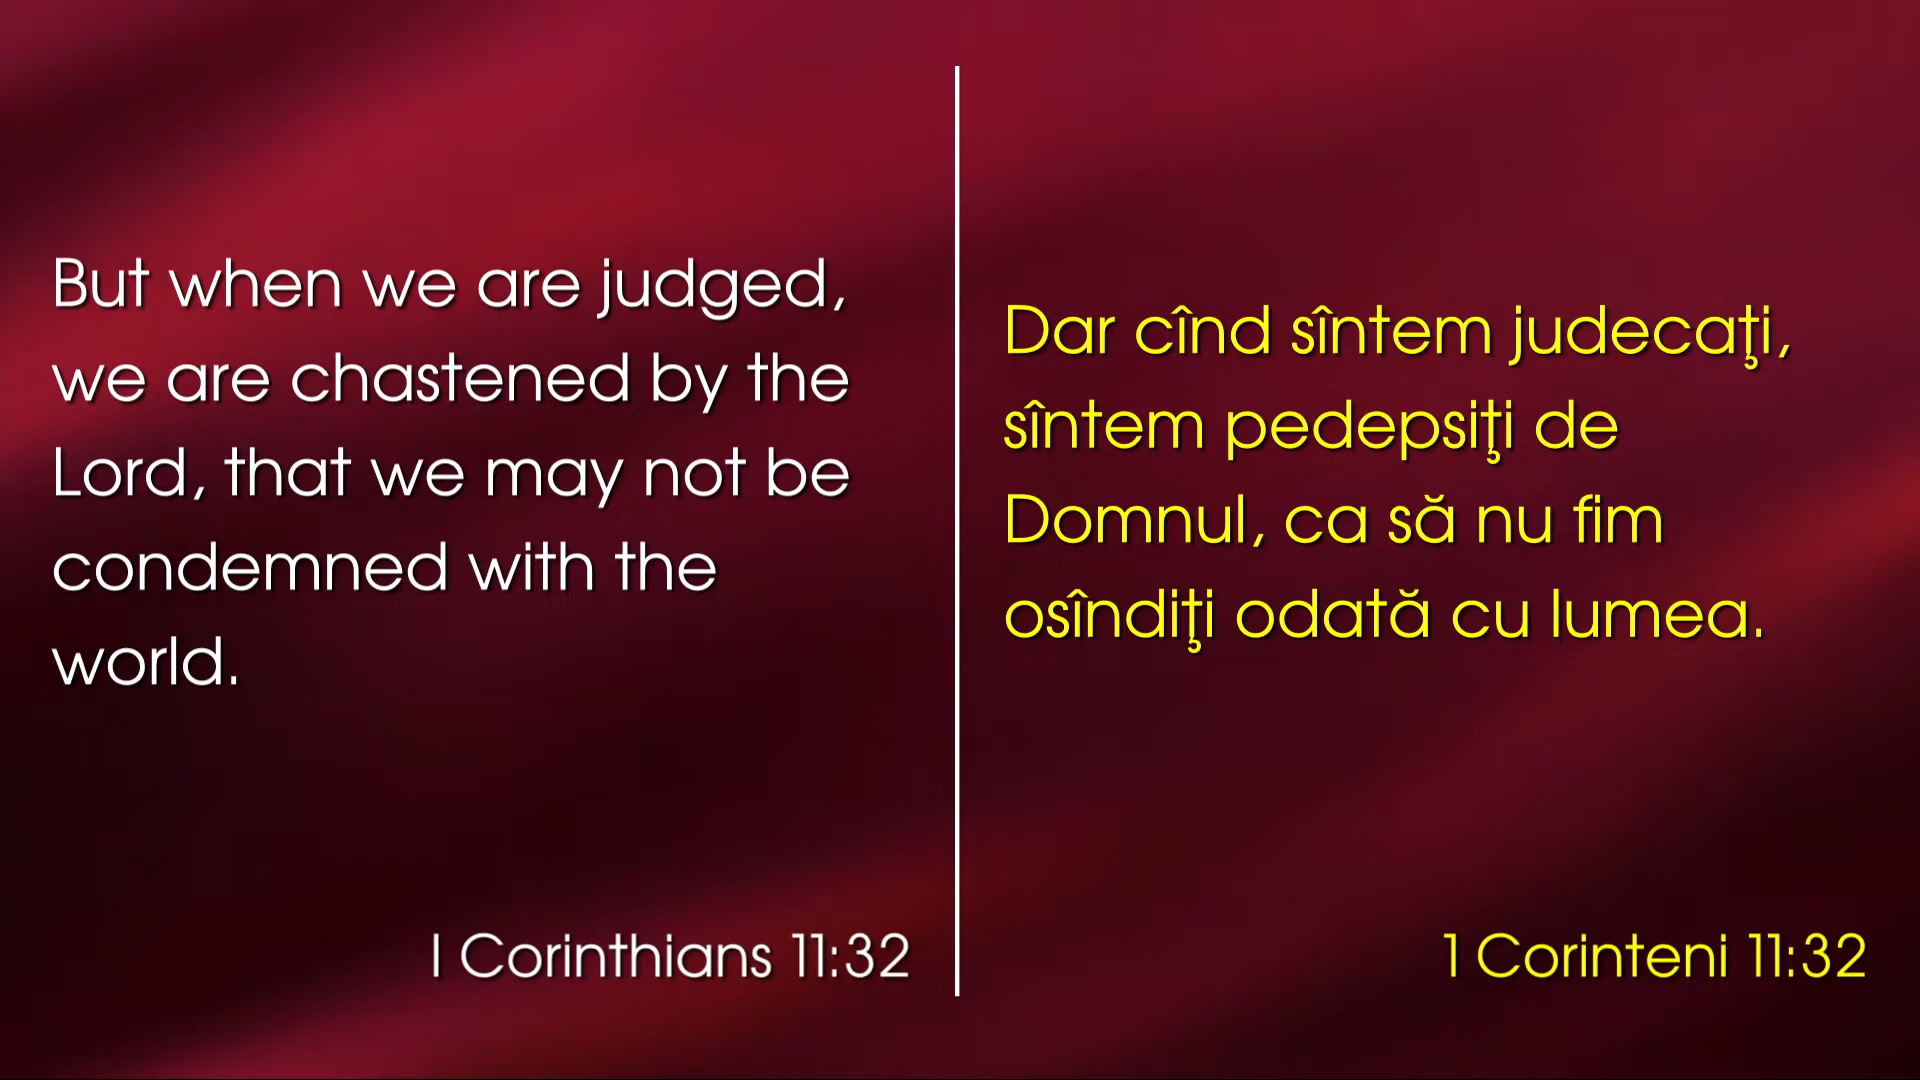 But when we are judged,
we are chastened by the
Lord, that we may not be
condemned with the
world.
I Corinthians 11:32
Dar cînd sîntem judecaţi,
sîntem pedepsiţi de
Domnul, ca să nu fim
osîndiţi odată cu lumea.
1 Corinteni 11:32